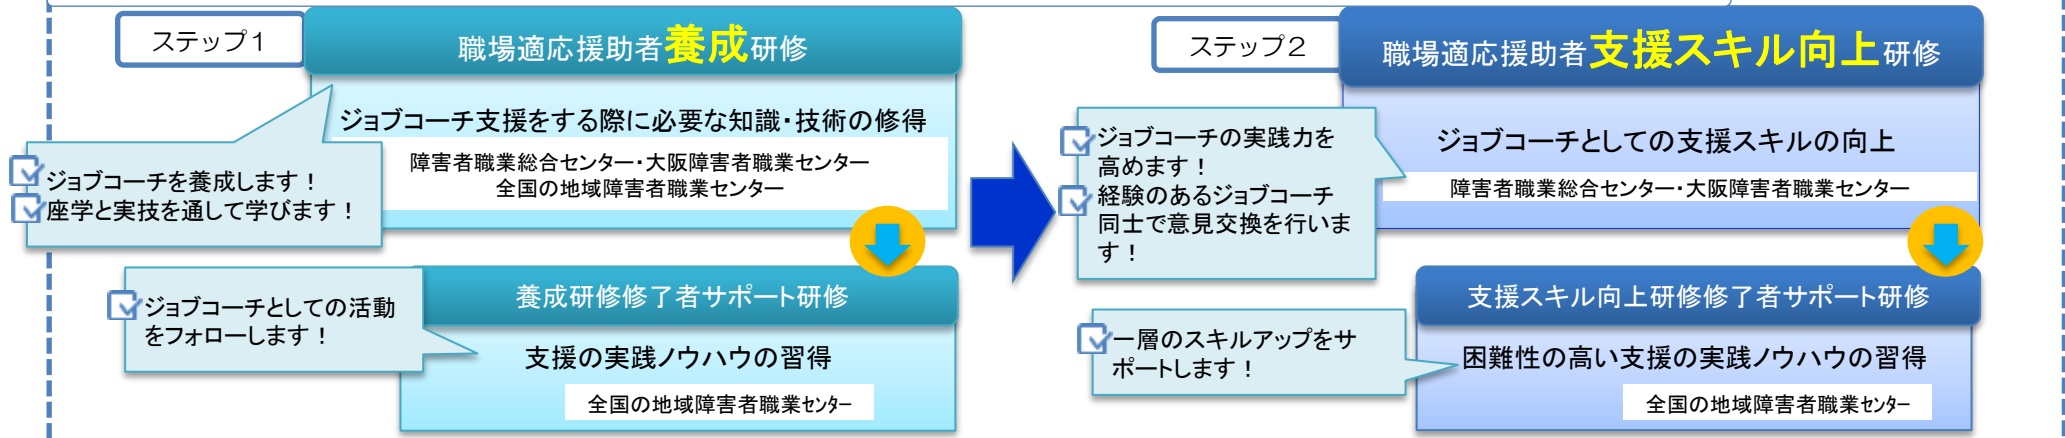 ステップ1
職場適応援助者養成研修
ジョブコーチ支援をする際に必要な知識・技術の修得
障害者職業総合センター・大阪障害者職業センター
全国の地域障害者職業センター
ジョブコーチを養成します！
座学と実技を通して学びます！
養成研修修了者サポート研修
支援の実践ノウハウの習得
全国の地域障害者職業センター
ジョブコーチとしての活動
をフォローします！
ステップ2
職場適応援助者支援スキル向上研修
ジョブコーチとしての支援スキルの向上
障害者職業総合センター・大阪障害者職業センター
ジョブコーチの実践力を
高めます！
経験のあるジョブコーチ
同士で意見交換を行いま
す！
支援スキル向上研修修了者サポート研修
困難性の高い支援の実践ノウハウの習得
全国の地域障害者職業センター
一層のスキルアップをサ
ポートします！